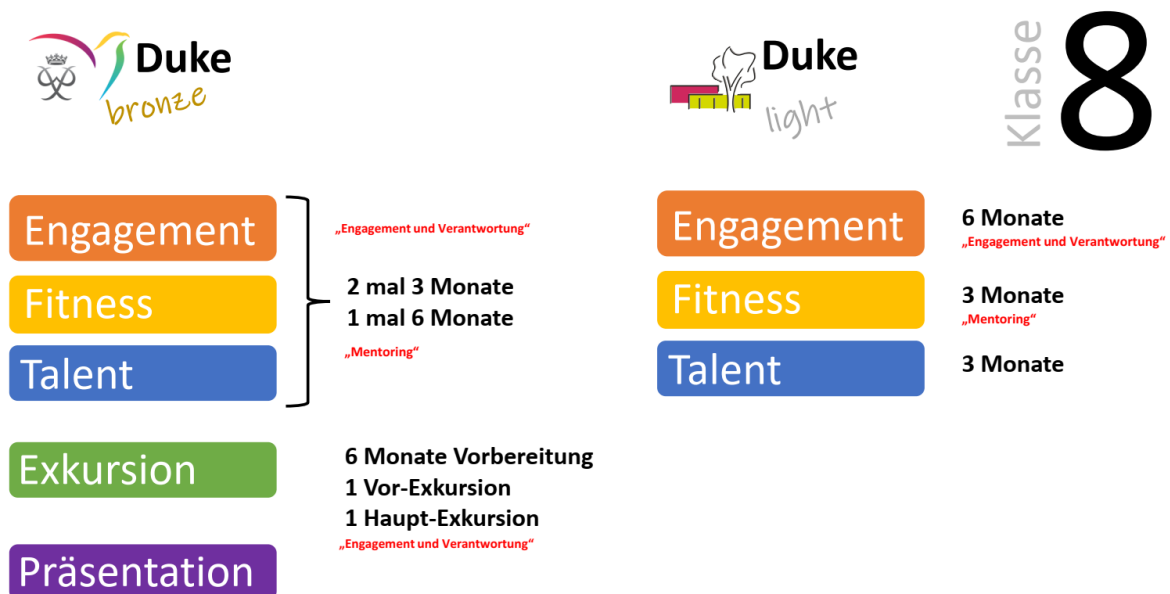 Duke
bronze
Engagement
Fitness
Talent
„Engagement und Verantwortung“
2 mal 3 Monate
1 mal 6 Monate
„Mentoring“
Exkursion
6 Monate Vorbereitung
1 Vor-Exkursion
1 Haupt-Exkursion
„Engagement und Verantwortung“
Präsentation
Duke
light
Klasse 8
Engagement
6 Monate
„Engagement und Verantwortung“
Fitness
3 Monate
„Mentoring“
Talent
3 Monate